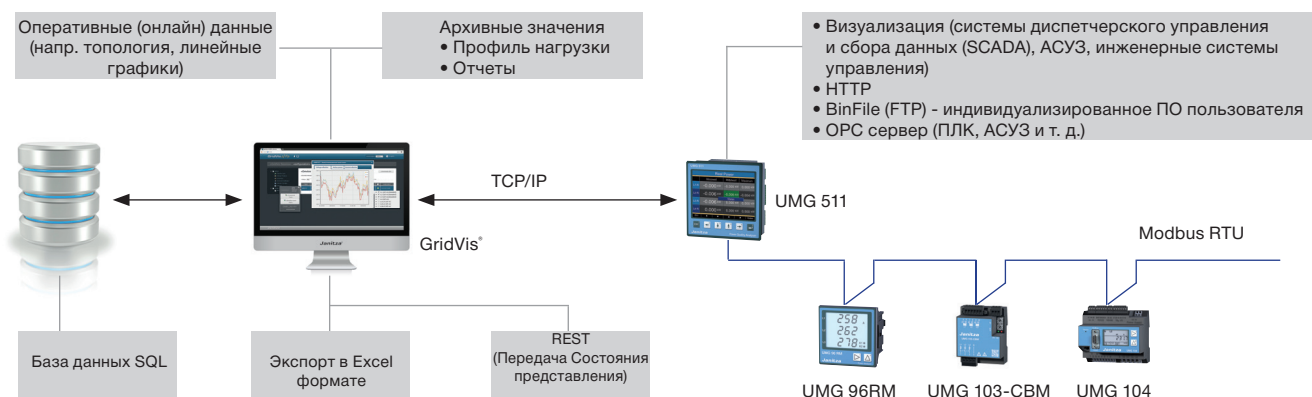 Оперативные (онлайн) данные
(напр. топология, линейные
графики)
Архивные значения
• Профиль нагрузки
• Отчеты
• Визуализация (системы диспетчерского управления
и сбора данных (SCADA), АСУЗ, инженерные системы
управления)
• HTTP
• BinFile (FTP) - индивидуализированное ПО пользователя
• OPC сервер (ПЛК, АСУЗ и т. д.)
TCP/IP
UMG 511
Janitza
GridVis®
Modbus RTU
258
262
278
База данных SQL
Экспорт в Excel
формате
REST
(Передача Состояния
представления)
UMG 96RM
UMG 103-CBM
UMG 104